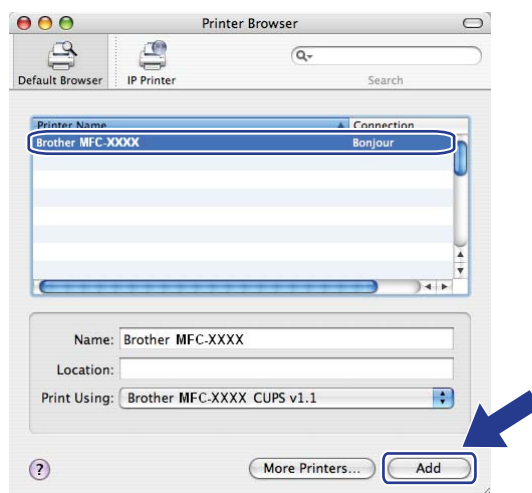 Printer Browser
Default Browser
IP Printer
Q
Search
Printer Name Connection
Brother MFC-XXXX Bonjour
Name: Brother MFC-XXXX
Location:
Print Using: Brother MFC-XXXX CUPS v1.1
? More Printers... Add